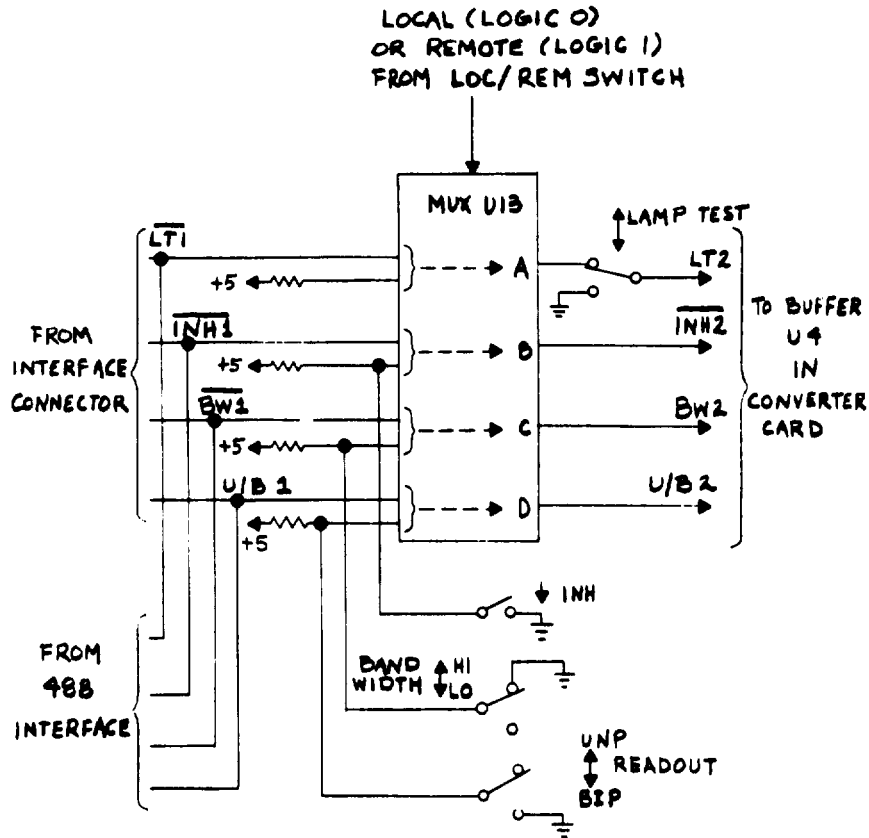 LOCAL (LOGIC 0)
OR REMOTE (LOGIC 1)
FROM LOC/REM SWITCH
MUX U13
LAMP TEST
LT1
+5
A
LT2
INH1
+5
B
INH2
BW1
+5
C
BW2
U/B 1
+5
D
U/B 2
FROM
INTERFACE
CONNECTOR
TO BUFFER
U4
IN
CONVERTER
CARD
INH
FROM
488
INTERFACE
BAND
WIDTH
HI
LO
UNP
READOUT
BIP